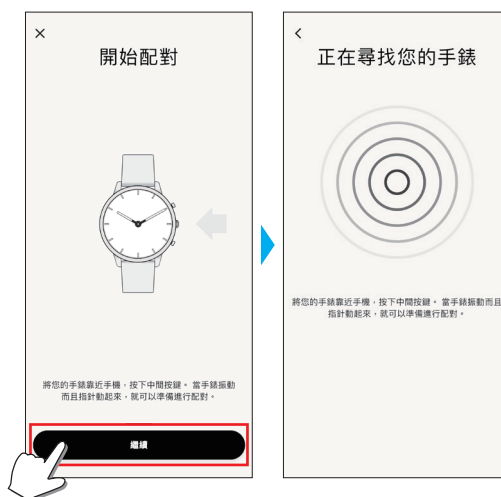 開始配對
將您的手錶靠近手機，按下中間按鍵。 當手錶振動
而且指針動起來，就可以準備進行配對。
繼續
正在尋找您的手錶
將您的手錶靠近手機，按下中間按鍵。 當手錶振動而且
指針動起來，就可以準備進行配對。